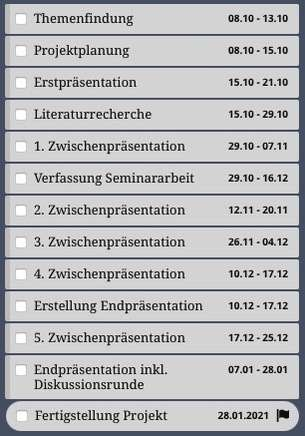 Themenfindung 08.10 - 13.10
Projektplanung 08.10 - 15.10
Erstpräsentation 15.10 - 21.10
Literaturrecherche 15.10 - 29.10
1. Zwischenpräsentation 29.10 - 07.11
Verfassung Seminararbeit 29.10 - 16.12
2. Zwischenpräsentation 12.11 - 20.11
3. Zwischenpräsentation 26.11 - 04.12
4. Zwischenpräsentation 10.12 - 17.12
Erstellung Endpräsentation 10.12 - 17.12
5. Zwischenpräsentation 17.12 - 25.12
Endpräsentation inkl. 07.01 - 28.01
Diskussionsrunde
Fertigstellung Projekt 28.01.2021